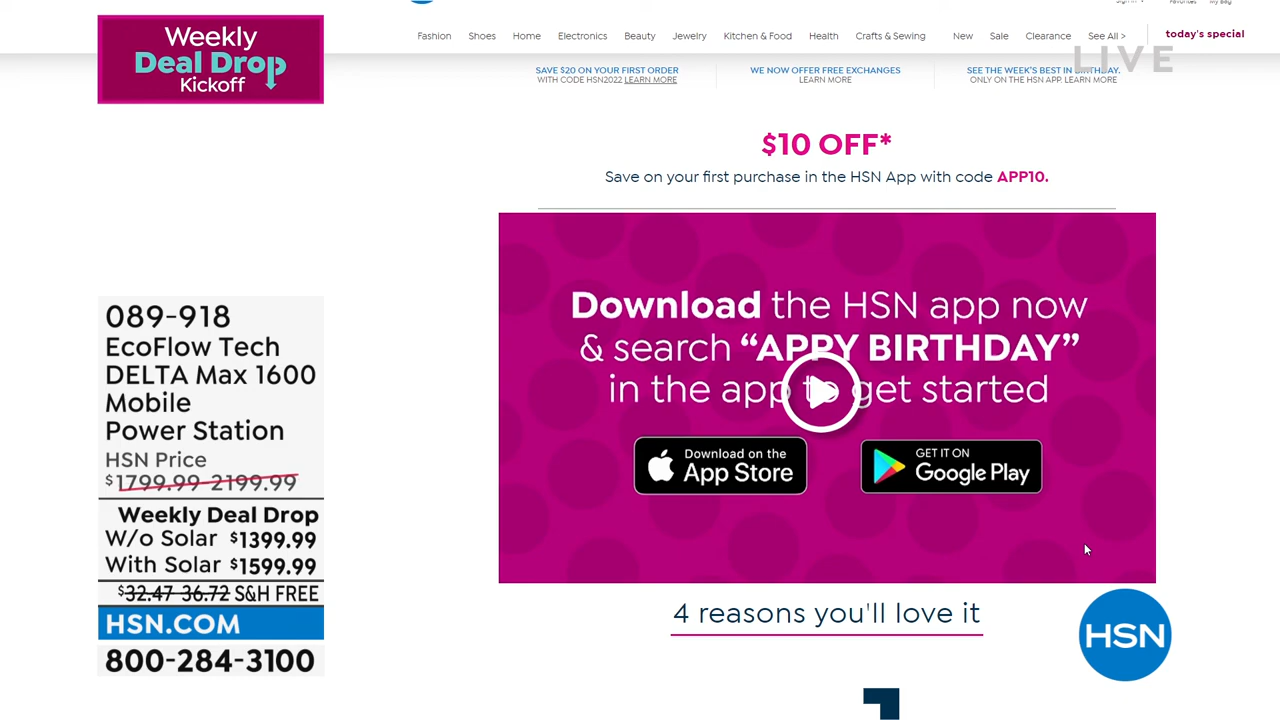 Weekly
Deal Drop
Kickoff
Fashion Shoes Home Electronics Beauty Jewelry Kitchen & Food Health Crafts & Sewing New Sale Clearance See All > today's special
LIVE
SAVE $20 ON YOUR FIRST ORDER
WITH CODE HSN2022 LEARN MORE
WE NOW OFFER FREE EXCHANGES
LEARN MORE
SEE THE WEEK'S BEST IN BIRTHDAY.
ONLY ON THE HSN APP. LEARN MORE
$10 OFF*
Save on your first purchase in the HSN App with code APP10.
Download the HSN app now
& search “APPY BIRTHDAY”
in the app to get started
Download on the
App Store
GET IT ON
Google Play
4 reasons you'll love it
089-918
EcoFlow Tech
DELTA Max 1600
Mobile
Power Station
HSN Price
$1799.99-2199.99
Weekly Deal Drop
W/o Solar $1399.99
With Solar $1599.99
$32.47-36.72 S&H FREE
HSN.COM
800-284-3100
HSN